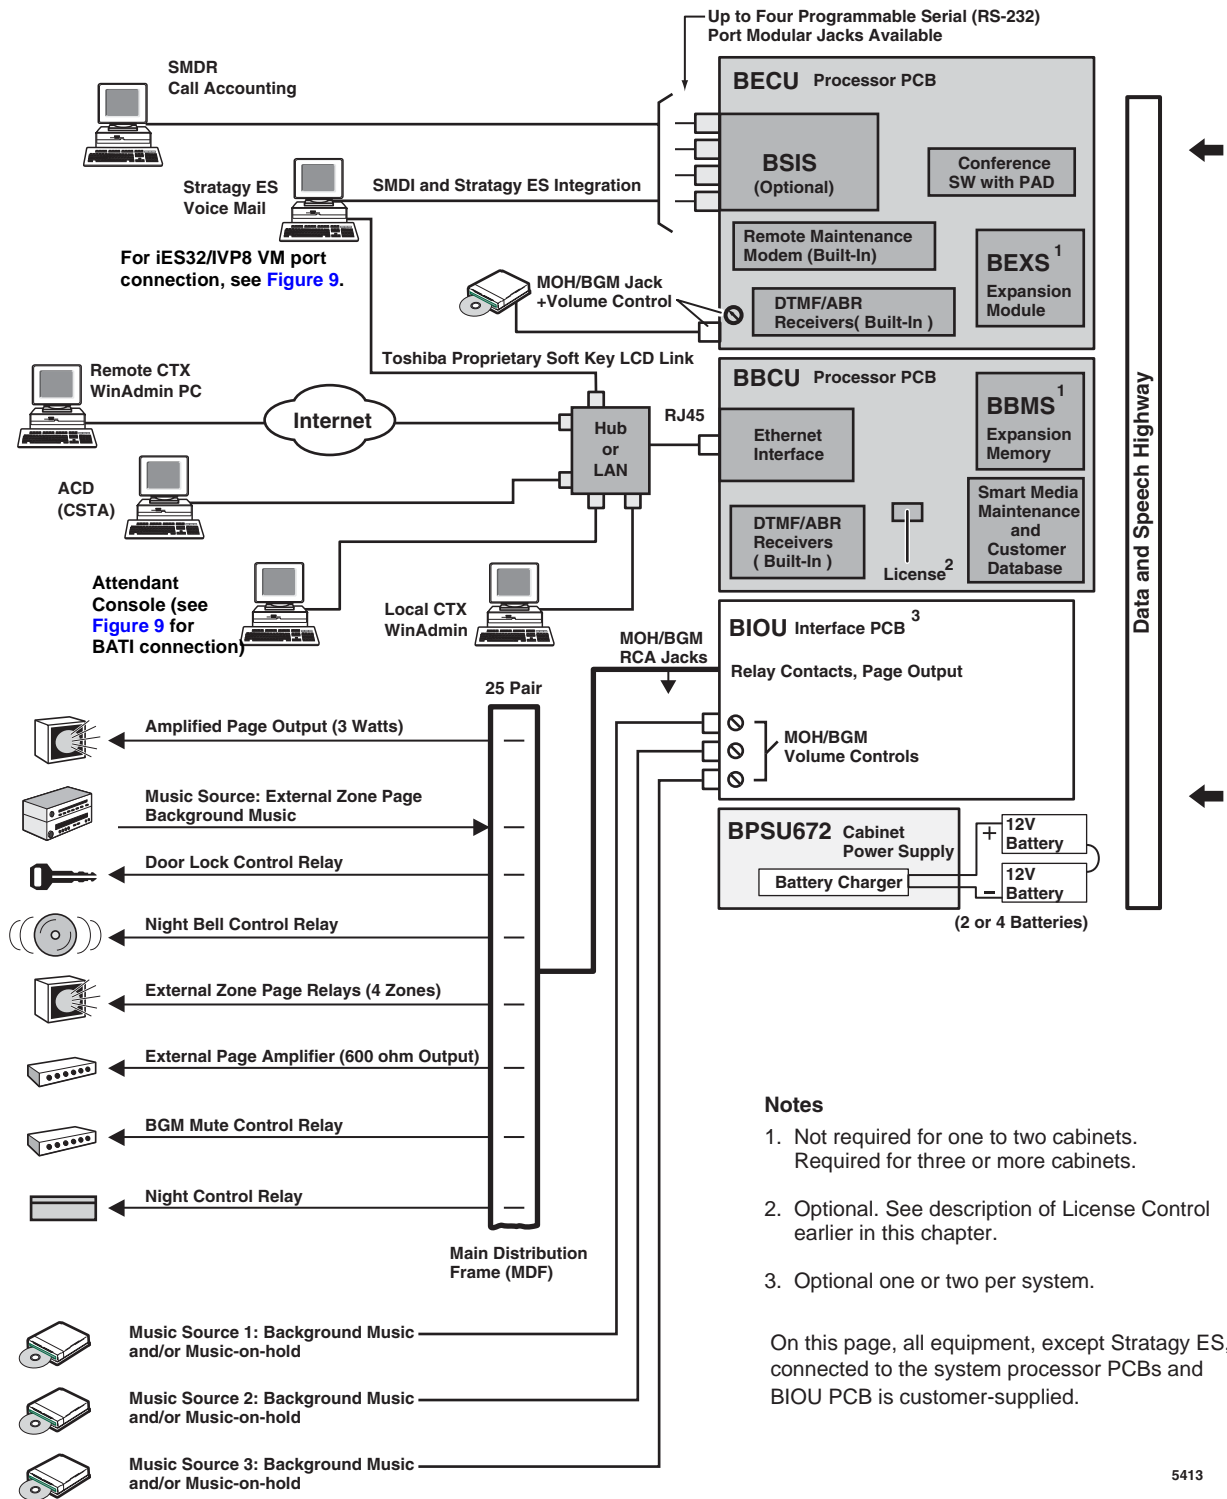 Up to Four Programmable Serial (RS-232)
Port Modular Jacks Available
SMDR
Call Accounting
BECU Processor PCB
BSIS
(Optional)
Conference
SW with PAD
Stratagy ES
Voice Mail
SMDI and Stratagy ES Integration
For iES32/IVP8 VM port
connection, see Figure 9.
Remote Maintenance
Modem (Built-In)
BEXS 1
Expansion
Module
MOH/BGM Jack
+Volume Control
DTMF/ABR
Receivers( Built-In )
Toshiba Proprietary Soft Key LCD Link
Remote CTX
WinAdmin PC
Internet
Hub
or
LAN
RJ45
BBCU Processor PCB
Ethernet
Interface
BBMS 1
Expansion
Memory
ACD
(CSTA)
DTMF/ABR
Receivers
( Built-In )
License 2
Smart Media
Maintenance
and
Customer
Database
Data and Speech Highway
Attendant
Console (see
Figure 9 for
BATI connection)
Local CTX
WinAdmin
MOH/BGM
RCA Jacks
BIOU Interface PCB 3
Relay Contacts, Page Output
MOH/BGM
Volume Controls
25 Pair
Amplified Page Output (3 Watts)
Music Source: External Zone Page
Background Music
Door Lock Control Relay
Night Bell Control Relay
External Zone Page Relays (4 Zones)
External Page Amplifier (600 ohm Output)
BGM Mute Control Relay
Night Control Relay
Main Distribution
Frame (MDF)
BPSU672 Cabinet
Power Supply
Battery Charger
+
12V
Battery
–
12V
Battery
(2 or 4 Batteries)
Music Source 1: Background Music
and/or Music-on-hold
Music Source 2: Background Music
and/or Music-on-hold
Music Source 3: Background Music
and/or Music-on-hold
Notes
1. Not required for one to two cabinets.
Required for three or more cabinets.
2. Optional. See description of License Control
earlier in this chapter.
3. Optional one or two per system.
On this page, all equipment, except Stratagy ES,
connected to the system processor PCBs and
BIOU PCB is customer-supplied.
5413